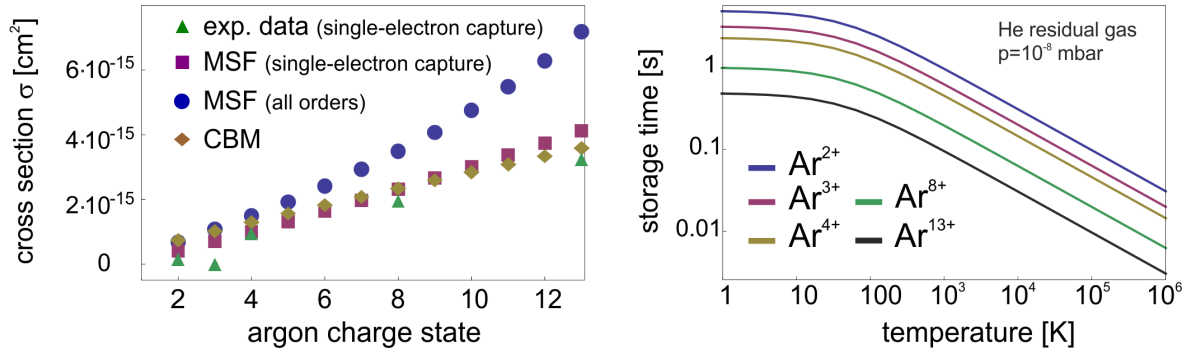 cross section σ [cm²]
6·10⁻¹⁵
4·10⁻¹⁵
2·10⁻¹⁵
0
exp. data (single-electron capture)
MSF (single-electron capture)
MSF (all orders)
CBM
2 4 6 8 10 12
argon charge state
storage time [s]
1
0.1
0.01
He residual gas
p=10⁻⁸ mbar
Ar²⁺
Ar³⁺ Ar⁸⁺
Ar⁴⁺ Ar¹³⁺
1 10 100 10³ 10⁴ 10⁵ 10⁶
temperature [K]